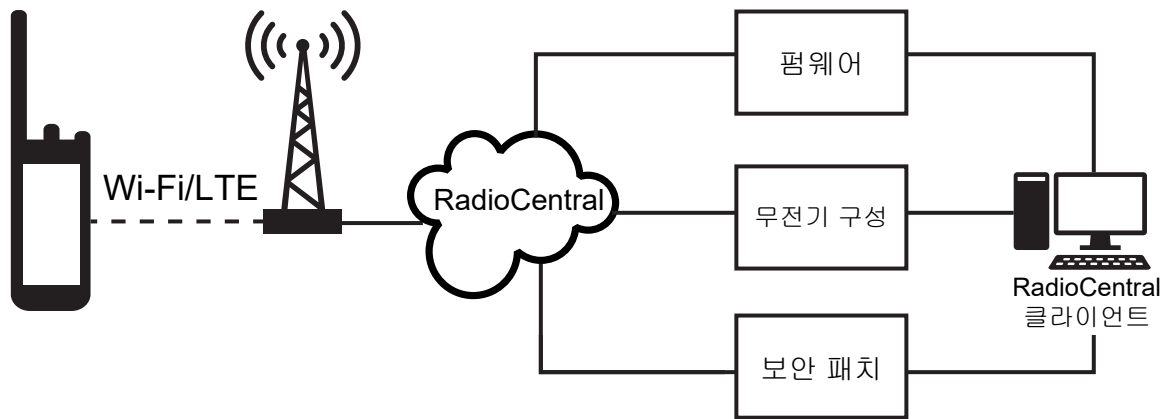 펌웨어
Wi-Fi/LTE
RadioCentral
무전기 구성
RadioCentral
클라이언트
보안 패치